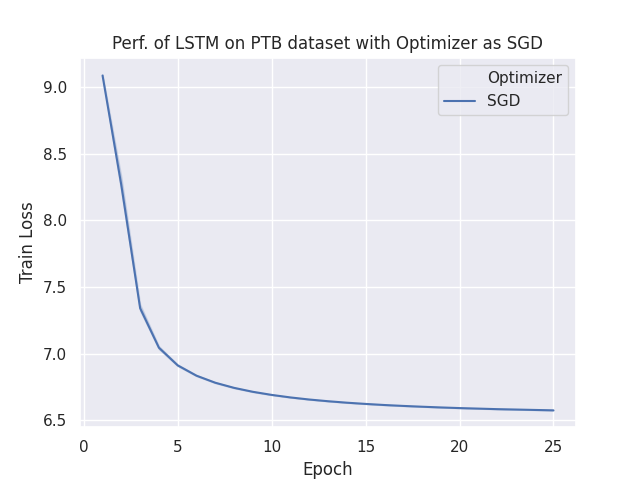 Perf. of LSTM on PTB dataset with Optimizer as SGD
Optimizer
SGD
9.0
8.5
8.0
7.5
7.0
6.5
Train Loss
0
5
10
15
20
25
Epoch